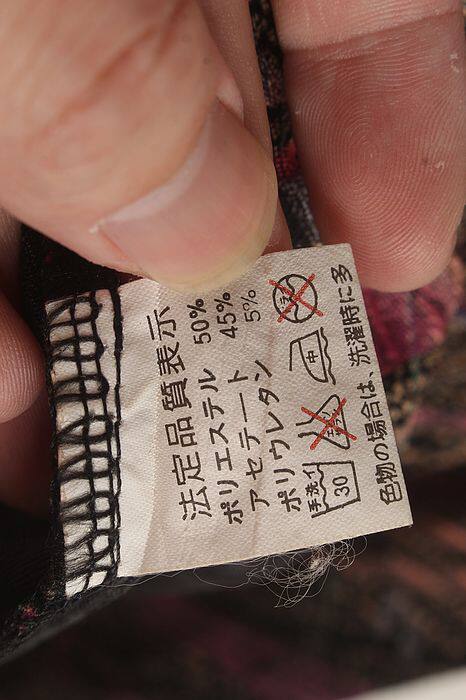 法定品質表示
ポリエステル 50%
アセテート 45%
ポリウレタン 5%
手洗イ
30
中
色物の場合は、洗濯時に多